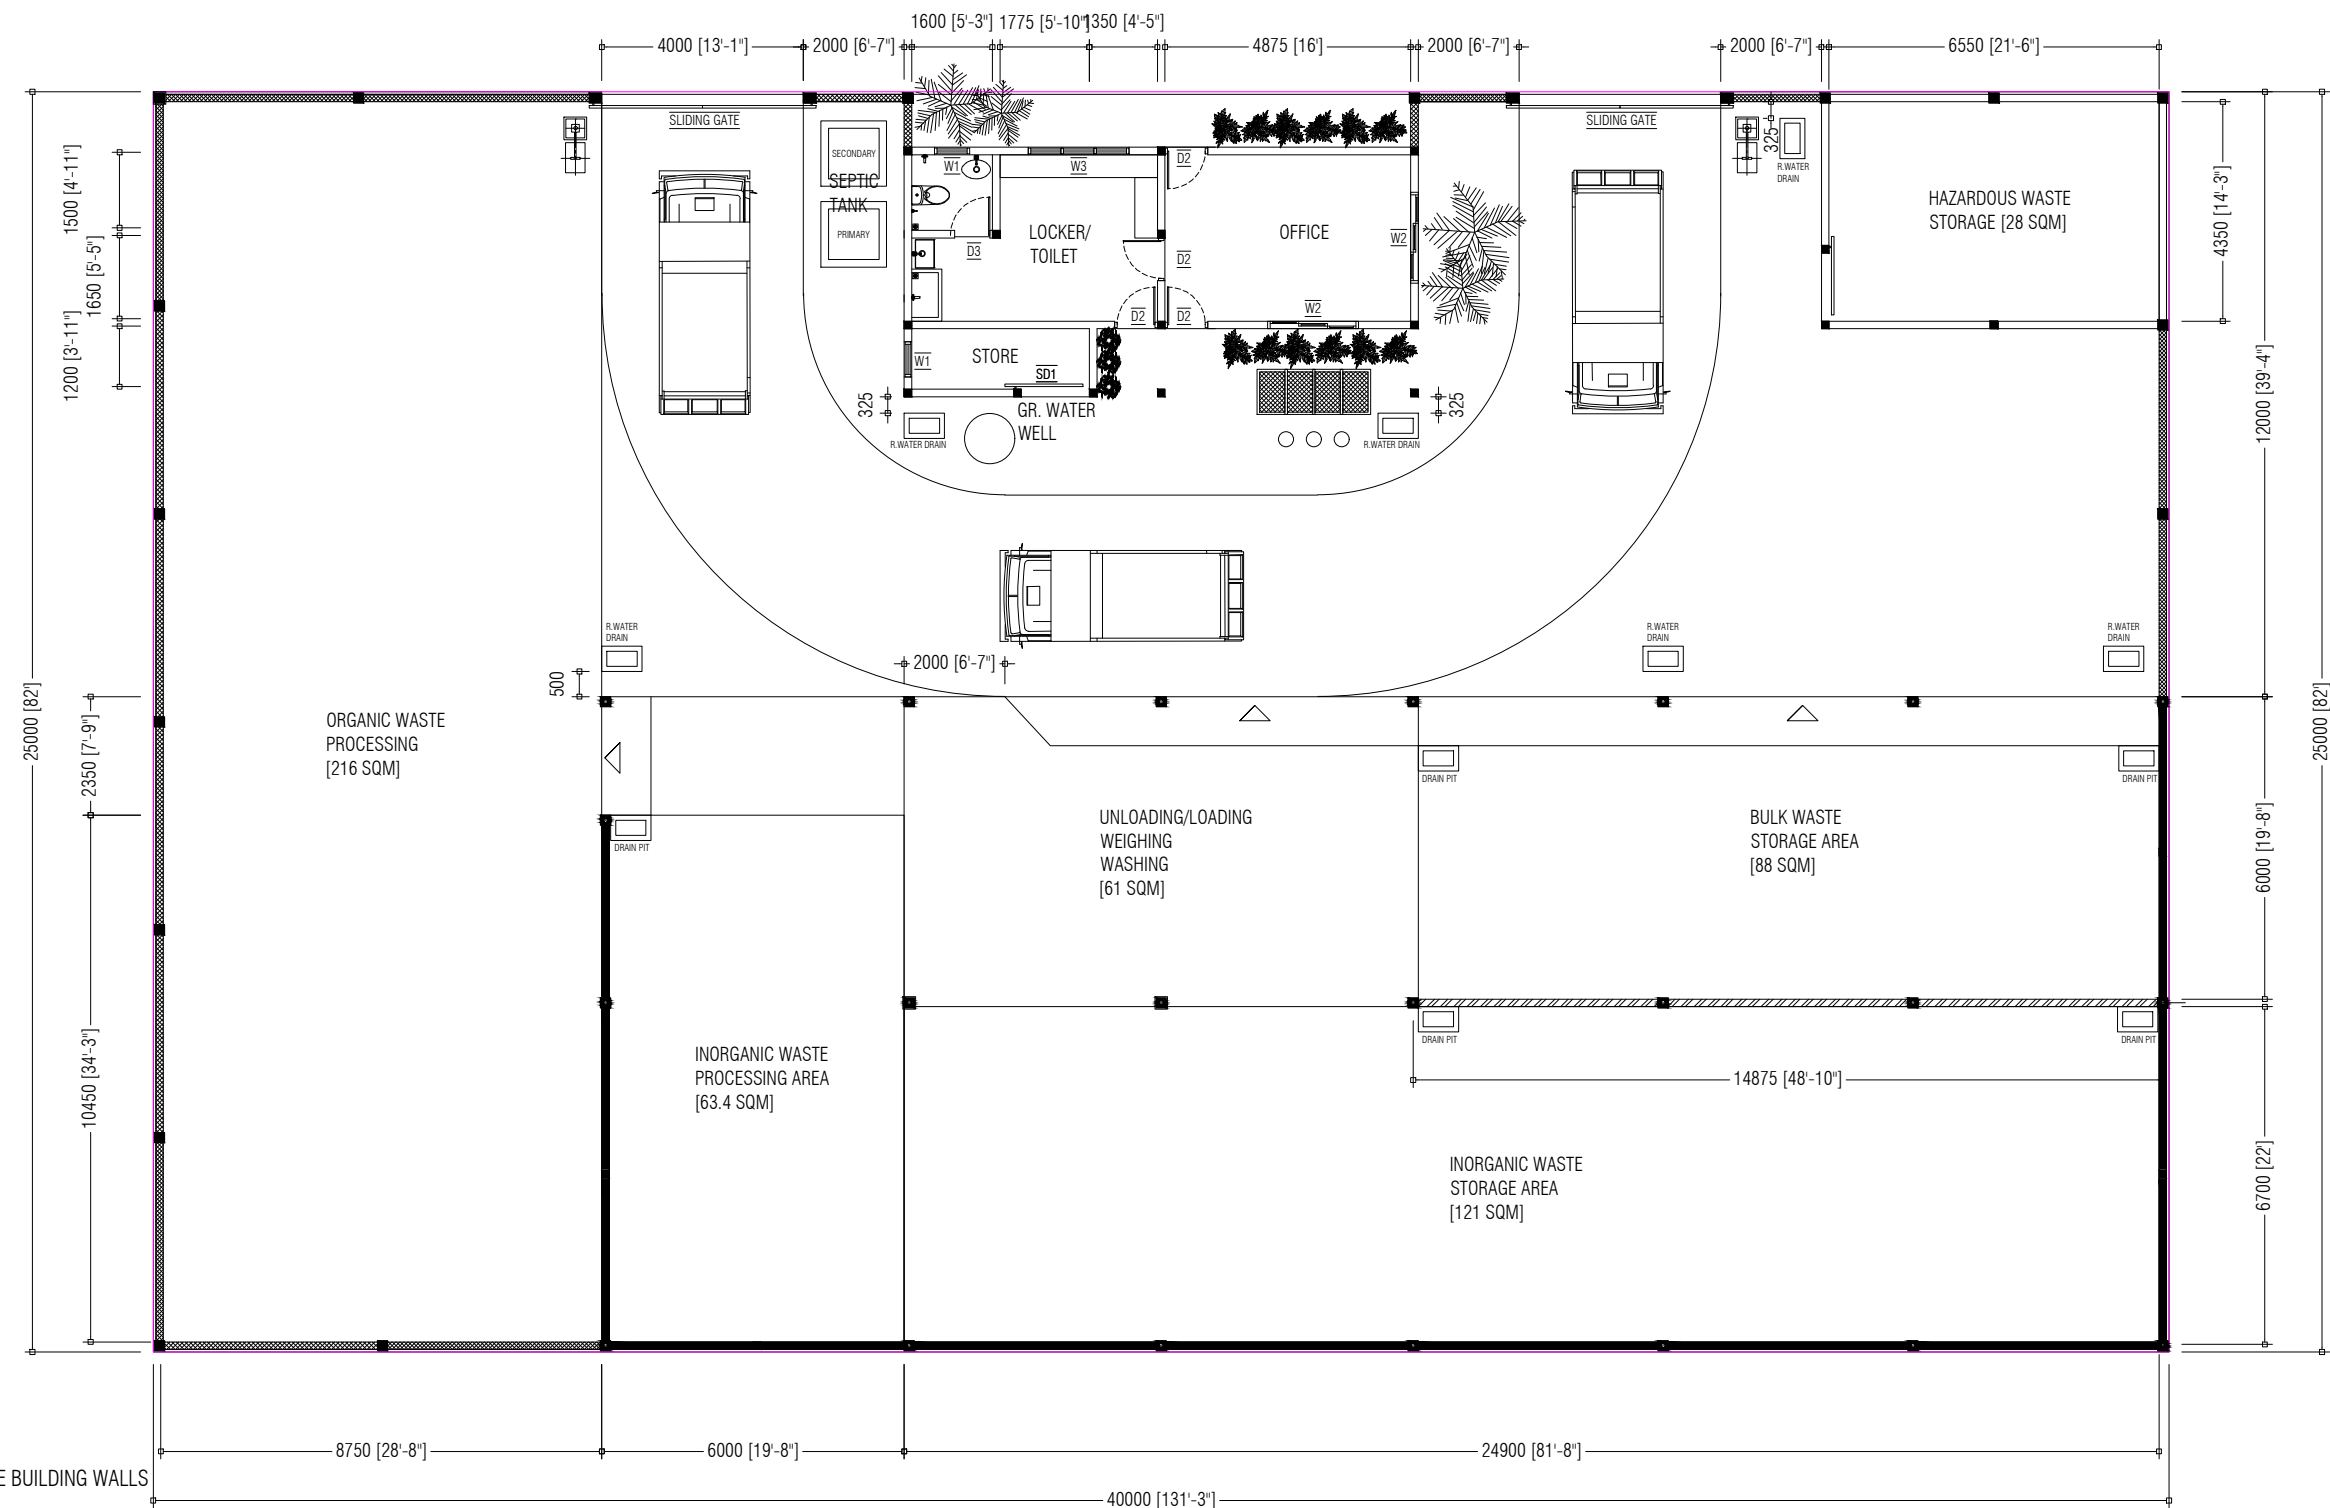 1600 [5'-3"] 1775 [5'-10"] 1350 [4'-5"]
4000 [13'-1"] 2000 [6'-7"] 4875 [16'] 2000 [6'-7"] 2000 [6'-7"] 6550 [21'-6"]
SLIDING GATE
SLIDING GATE
SECONDARY
SEPTIC
TANK
PRIMARY
W1
W3
D2
325
R.WATER
DRAIN
HAZARDOUS WASTE
STORAGE [28 SQM]
1500 [4'-11"]
1650 [5'-5"]
1200 [3'-11"]
4350 [14'-3"]
LOCKER/
TOILET
OFFICE
W2
D3
D2
D2
D2
W2
STORE
W1
SD1
GR. WATER
WELL
325
325
R.WATER DRAIN
R.WATER DRAIN
12000 [39'-4"]
R.WATER
DRAIN
R.WATER
DRAIN
R.WATER
DRAIN
2000 [6'-7"]
500
25000 [82']
2350 [7'-9"]
ORGANIC WASTE
PROCESSING
[216 SQM]
25000 [82']
DRAIN PIT
DRAIN PIT
DRAIN PIT
UNLOADING/LOADING
WEIGHING
WASHING
[61 SQM]
BULK WASTE
STORAGE AREA
[88 SQM]
6000 [19'-8"]
DRAIN PIT
DRAIN PIT
10450 [34'-3"]
INORGANIC WASTE
PROCESSING AREA
[63.4 SQM]
14875 [48'-10"]
INORGANIC WASTE
STORAGE AREA
[121 SQM]
6700 [22']
8750 [28'-8"] 6000 [19'-8"] 24900 [81'-8"]
BUILDING WALLS
40000 [131'-3"]